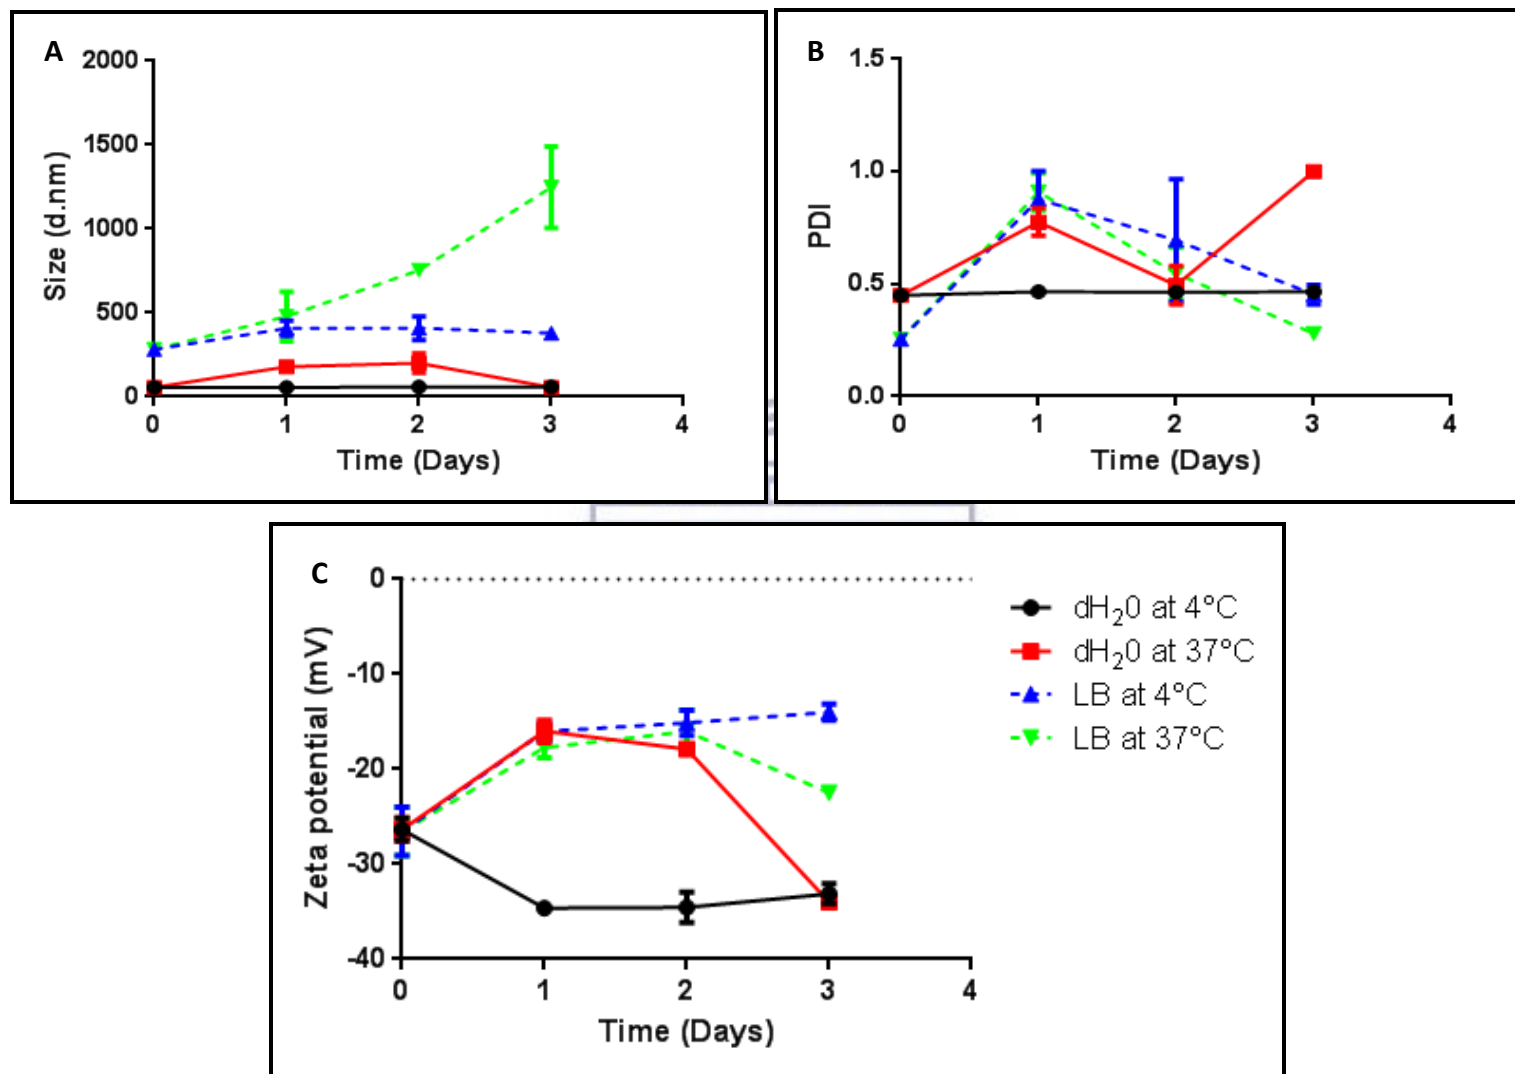 A
2000
1500
1000
500
0
Size (d.nm)
0 1 2 3 4
Time (Days)
B
1.5
1.0
0.5
0.0
PDI
0 1 2 3 4
Time (Days)
C
0
-10
-20
-30
-40
Zeta potential (mV)
0 1 2 3 4
Time (Days)
dH₂0 at 4°C
dH₂0 at 37°C
LB at 4°C
LB at 37°C